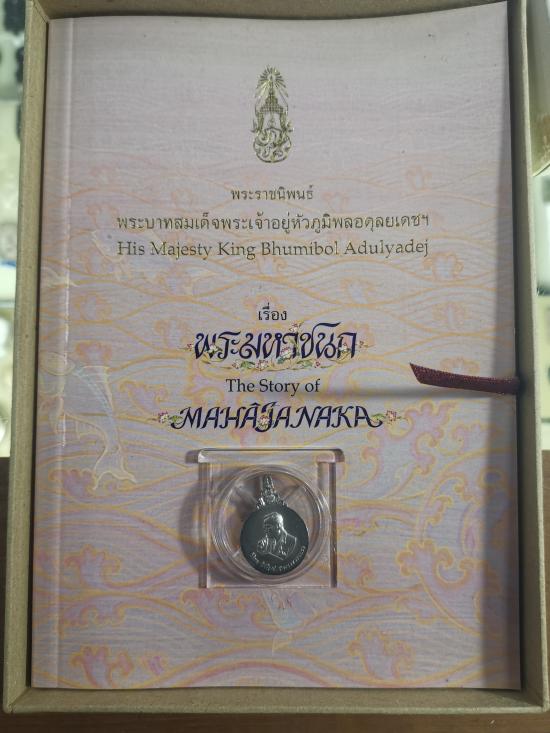 พระราชนิพนธ์
พระบาทสมเด็จพระเจ้าอยู่หัวภูมิพลอดุลยเดชฯ
His Majesty King Bhumibol Adulyadej
เรื่อง
พระมหาชนก
The Story of
MAHĀJANAKA